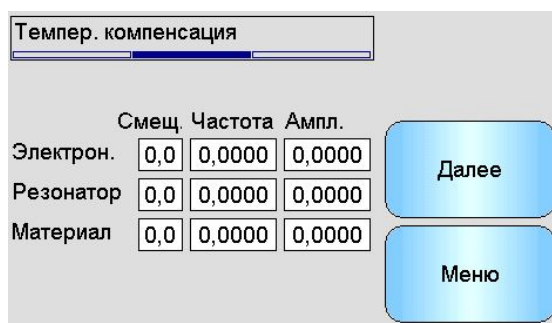 Темпер. компенсация
Смещ. Частота Ампл.
Электрон. 0,0 0,0000 0,0000
Резонатор 0,0 0,0000 0,0000
Материал 0,0 0,0000 0,0000
Далее
Меню